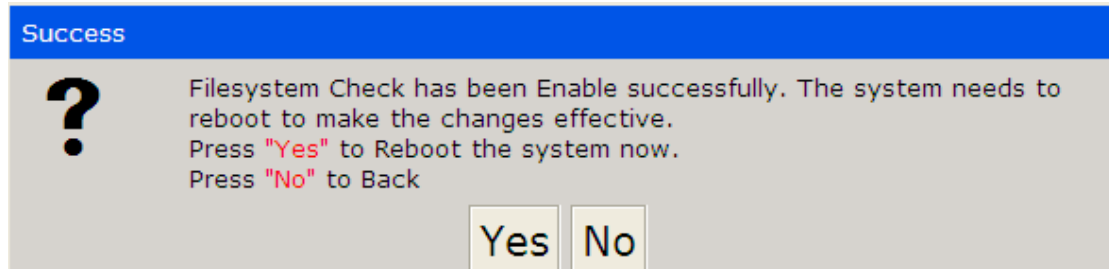 Success
Filesystem Check has been Enable successfully. The system needs to
reboot to make the changes effective.
Press "Yes" to Reboot the system now.
Press "No" to Back
Yes No